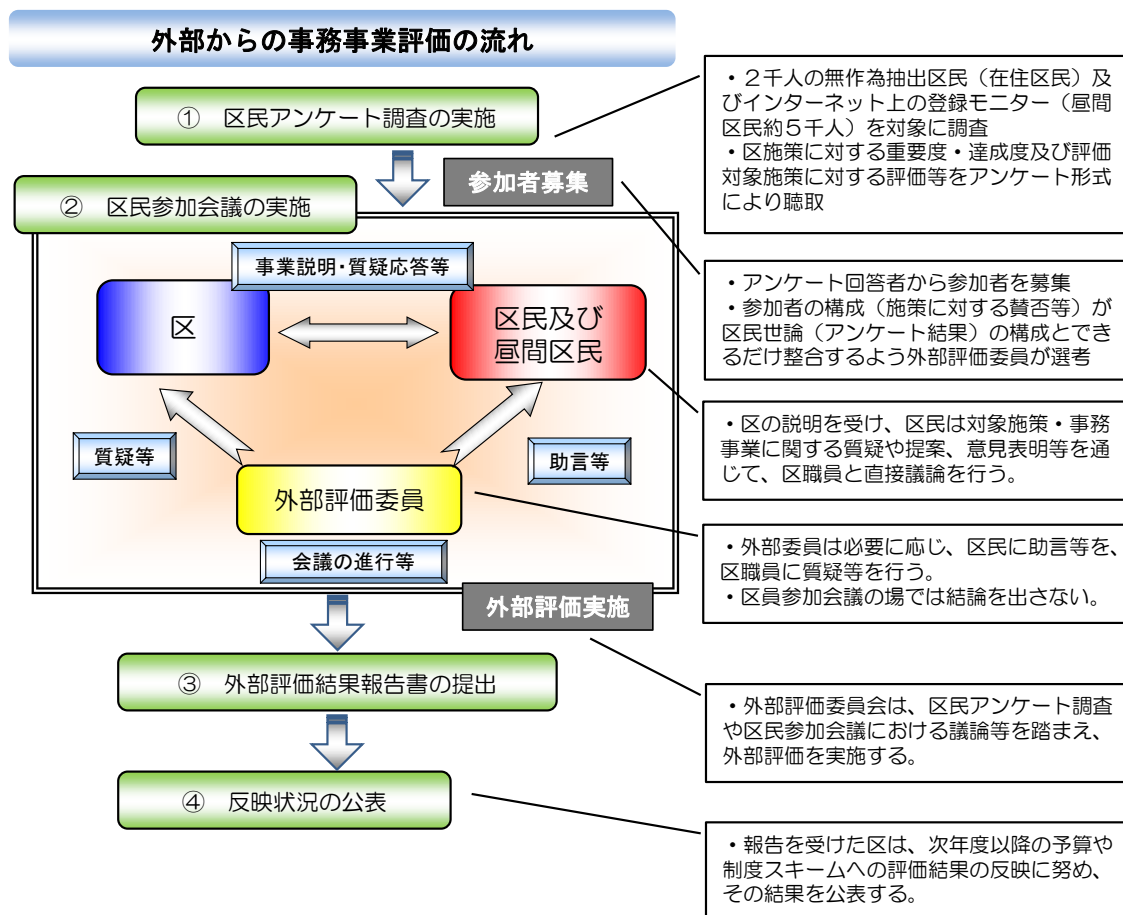 外部からの事務事業評価の流れ
① 区民アンケート調査の実施
・２千人の無作為抽出区民（在住区民）及
びインターネット上の登録モニター（昼間
区民約５千人）を対象に調査
・区施策に対する重要度・達成度及び評価
対象施策に対する評価等をアンケート形式
により聴取
参加者募集
② 区民参加会議の実施
・アンケート回答者から参加者を募集
・参加者の構成（施策に対する賛否等）が
区民世論（アンケート結果）の構成とでき
るだけ整合するよう外部評価委員が選考
事業説明・質疑応答等
区
区民及び
昼間区民
・区の説明を受け、区民は対象施策・事務
事業に関する質疑や提案、意見表明等を通
じて、区職員と直接議論を行う。
質疑等
助言等
外部評価委員
会議の進行等
・外部委員は必要に応じ、区民に助言等を、
区職員に質疑等を行う。
・区員参加会議の場では結論を出さない。
外部評価実施
③ 外部評価結果報告書の提出
・外部評価委員会は、区民アンケート調査
や区民参加会議における議論等を踏まえ、
外部評価を実施する。
④ 反映状況の公表
・報告を受けた区は、次年度以降の予算や
制度スキームへの評価結果の反映に努め、
その結果を公表する。